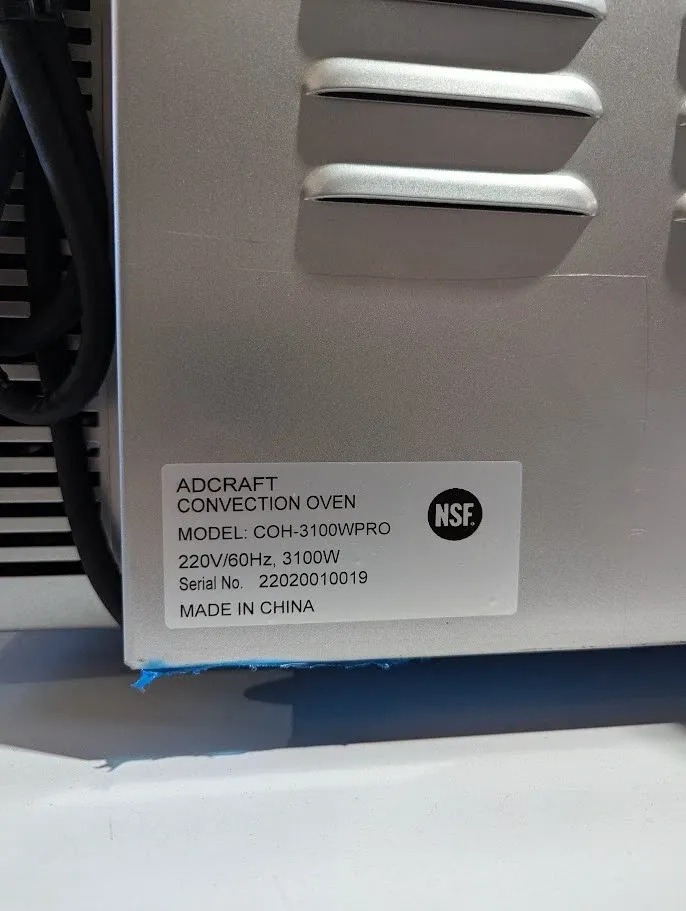 ADCRAFT
CONVECTION OVEN
NSF.
MODEL: COH-3100WPRO
220V/60Hz, 3100W
Serial No. 22020010019
MADE IN CHINA